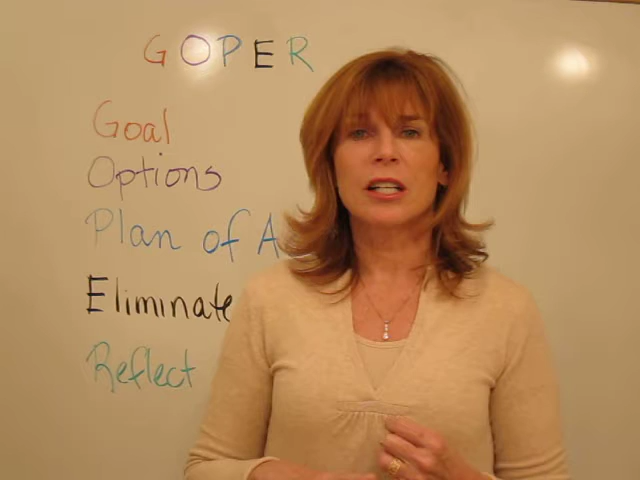 GOPER
Goal
Options
Plan of A
Eliminate
Reflect